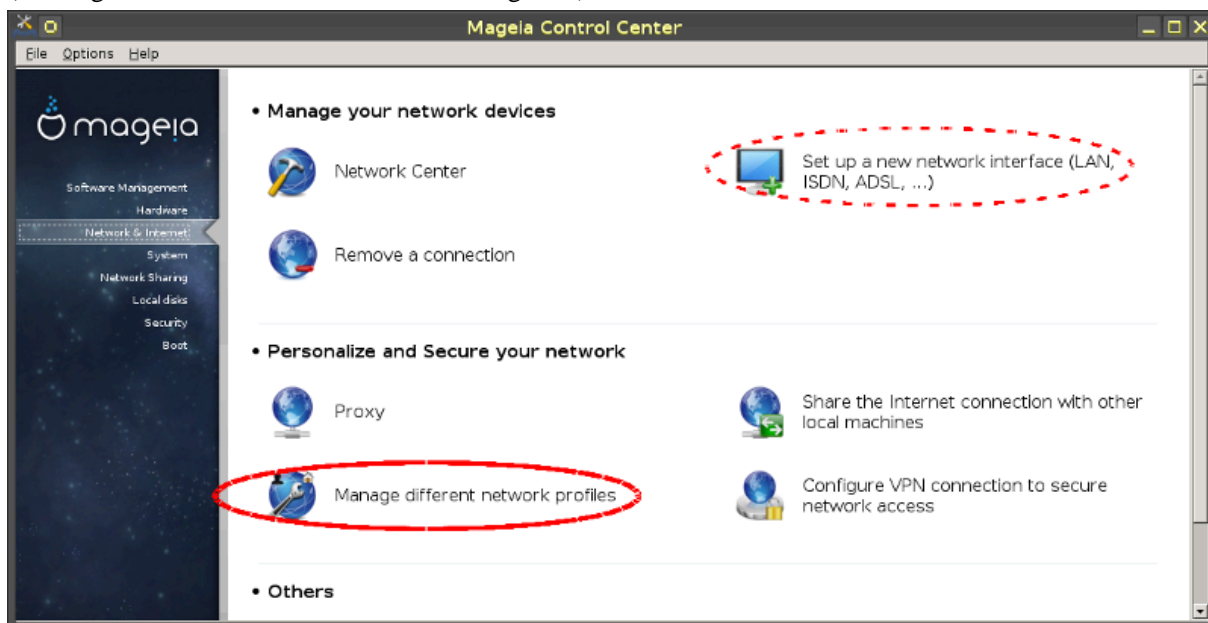 Mageia Control Center
File Options Help
mageia
Software Management
Hardware
Network & Internet
System
Network Sharing
Local disks
Security
Boot
• Manage your network devices
Network Center
Set up a new network interface (LAN,
ISDN, ADSL, ...)
Remove a connection
• Personalize and Secure your network
Proxy
Share the Internet connection with other
local machines
Manage different network profiles
Configure VPN connection to secure
network access
• Others